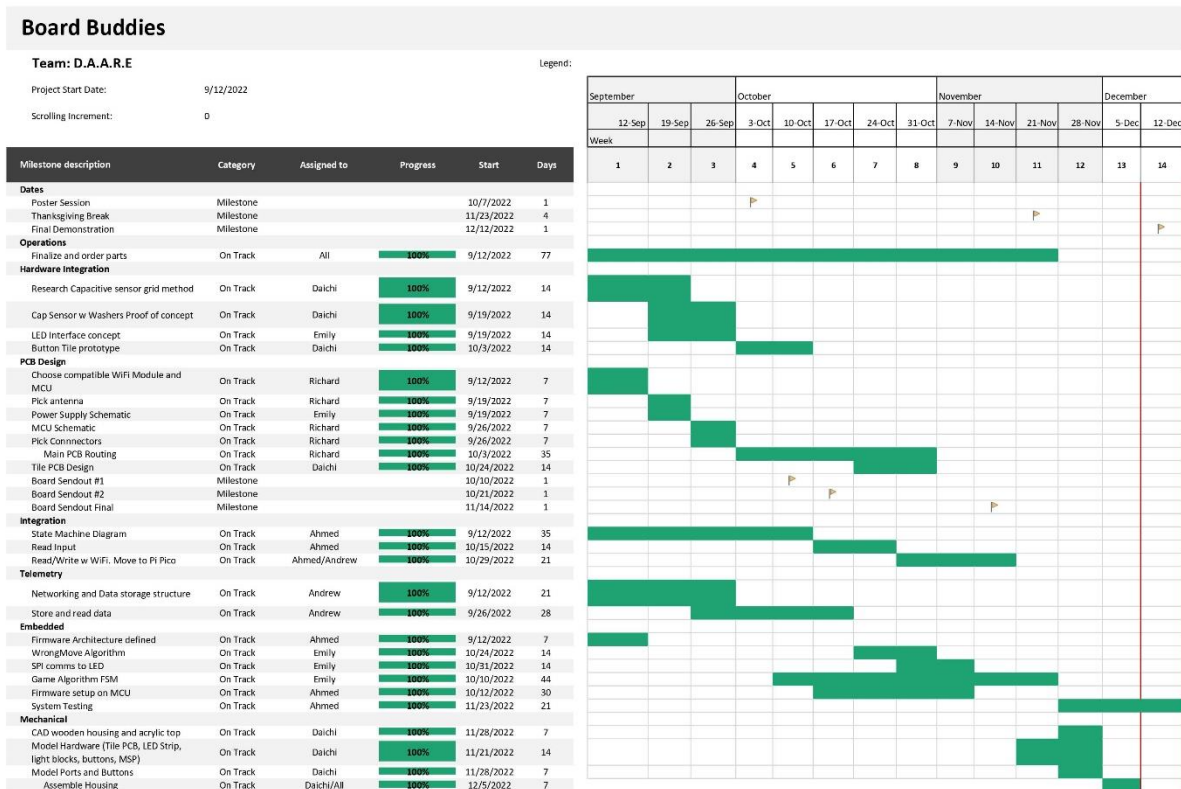 Board Buddies
Team: D.A.A.R.E
Legend:
Project Start Date: 9/12/2022
Scrolling Increment: 0
September October November December
12-Sep 19-Sep 26-Sep 3-Oct 10-Oct 17-Oct 24-Oct 31-Oct 7-Nov 14-Nov 21-Nov 28-Nov 5-Dec 12-Dec
Week
Milestone description Category Assigned to Progress Start Days 1 2 3 4 5 6 7 8 9 10 11 12 13 14
Dates
Poster Session Milestone 10/7/2022 1
Thanksgiving Break Milestone 11/23/2022 4
Final Demonstration Milestone 12/12/2022 1
Operations
Finalize and order parts On Track All 100% 9/12/2022 77
Hardware Integration
Research Capacitive sensor grid method On Track Daichi 100% 9/12/2022 14
Cap Sensor w Washers Proof of concept On Track Daichi 100% 9/19/2022 14
LED Interface concept On Track Emily 100% 9/19/2022 14
Button Tile prototype On Track Daichi 100% 10/3/2022 14
PCB Design
Choose compatible WiFi Module and
MCU On Track Richard 100% 9/12/2022 7
Pick antenna On Track Richard 100% 9/19/2022 7
Power Supply Schematic On Track Emily 100% 9/19/2022 7
MCU Schematic On Track Richard 100% 9/26/2022 7
Pick Connnectors On Track Richard 100% 9/26/2022 7
Main PCB Routing On Track Richard 100% 10/3/2022 35
Tile PCB Design On Track Daichi 100% 10/24/2022 14
Board Sendout #1 Milestone 10/10/2022 1
Board Sendout #2 Milestone 10/21/2022 1
Board Sendout Final Milestone 11/14/2022 1
Integration
State Machine Diagram On Track Ahmed 100% 9/12/2022 35
Read Input On Track Ahmed 100% 10/15/2022 14
Read/Write w WiFi. Move to Pi Pico On Track Ahmed/Andrew 100% 10/29/2022 21
Telemetry
Networking and Data storage structure On Track Andrew 100% 9/12/2022 21
Store and read data On Track Andrew 100% 9/26/2022 28
Embedded
Firmware Architecture defined On Track Ahmed 100% 9/12/2022 7
WrongMove Algorithm On Track Emily 100% 10/24/2022 14
SPI comms to LED On Track Emily 100% 10/31/2022 14
Game Algorithm FSM On Track Emily 100% 10/10/2022 44
Firmware setup on MCU On Track Ahmed 100% 10/12/2022 30
System Testing On Track Ahmed 100% 11/23/2022 21
Mechanical
CAD wooden housing and acrylic top On Track Daichi 100% 11/28/2022 7
Model Hardware (Tile PCB, LED Strip,
light blocks, buttons, MSP) On Track Daichi 100% 11/21/2022 14
Model Ports and Buttons On Track Daichi 100% 11/28/2022 7
Assemble Housing On Track Daichi/All 100% 12/5/2022 7